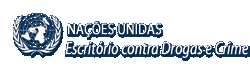 NAÇÕES UNIDAS
Escritório contra Drogas e Crime